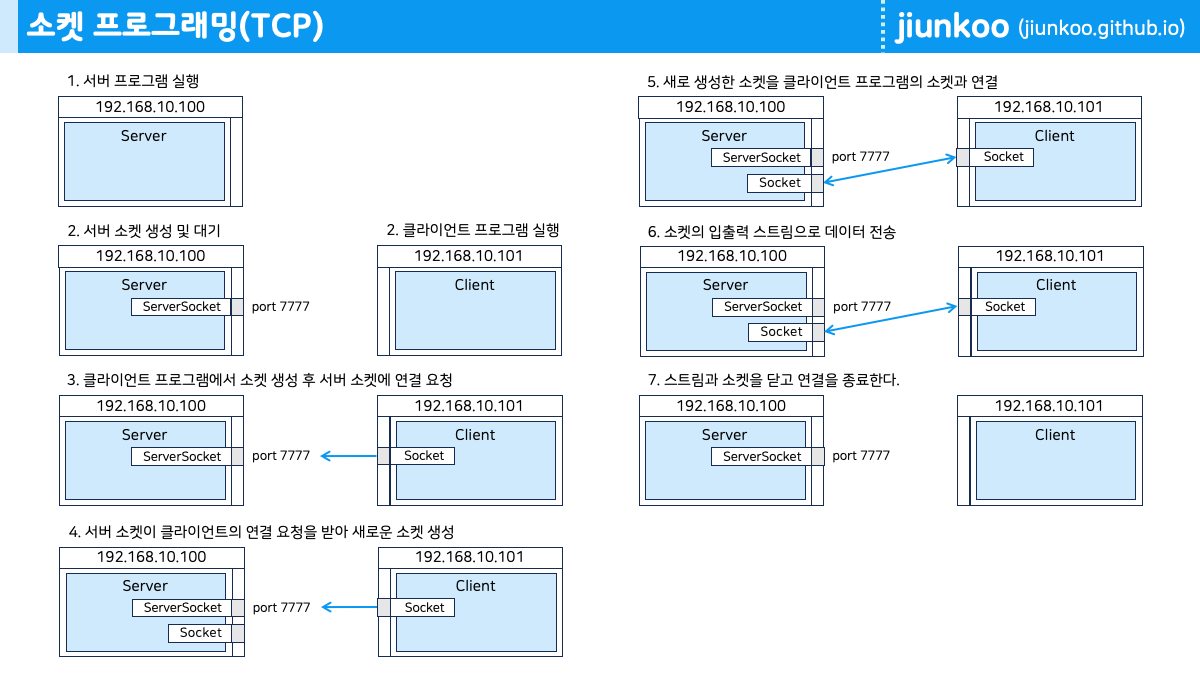 소켓 프로그래밍(TCP)
jiunkoo (jiunkoo.github.io)
1. 서버 프로그램 실행
192.168.10.100
Server
2. 서버 소켓 생성 및 대기
192.168.10.100
Server
ServerSocket
port 7777
2. 클라이언트 프로그램 실행
192.168.10.101
Client
3. 클라이언트 프로그램에서 소켓 생성 후 서버 소켓에 연결 요청
192.168.10.100
Server
ServerSocket
port 7777
192.168.10.101
Client
Socket
4. 서버 소켓이 클라이언트의 연결 요청을 받아 새로운 소켓 생성
192.168.10.100
Server
ServerSocket
port 7777
Socket
192.168.10.101
Client
Socket
5. 새로 생성한 소켓을 클라이언트 프로그램의 소켓과 연결
192.168.10.100
Server
ServerSocket
port 7777
Socket
192.168.10.101
Client
Socket
6. 소켓의 입출력 스트림으로 데이터 전송
192.168.10.100
Server
ServerSocket
port 7777
Socket
192.168.10.101
Client
Socket
7. 스트림과 소켓을 닫고 연결을 종료한다.
192.168.10.100
Server
ServerSocket
port 7777
192.168.10.101
Client